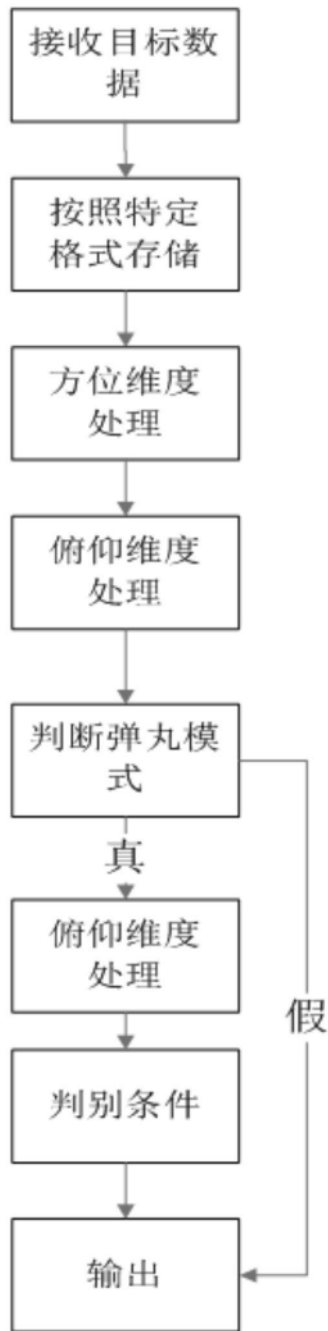 接收目标数
据
按照特定
格式存储
方位维度
处理
俯仰维度
处理
判断弹丸模
式
真
俯仰维度
处理
假
判别条件
输出